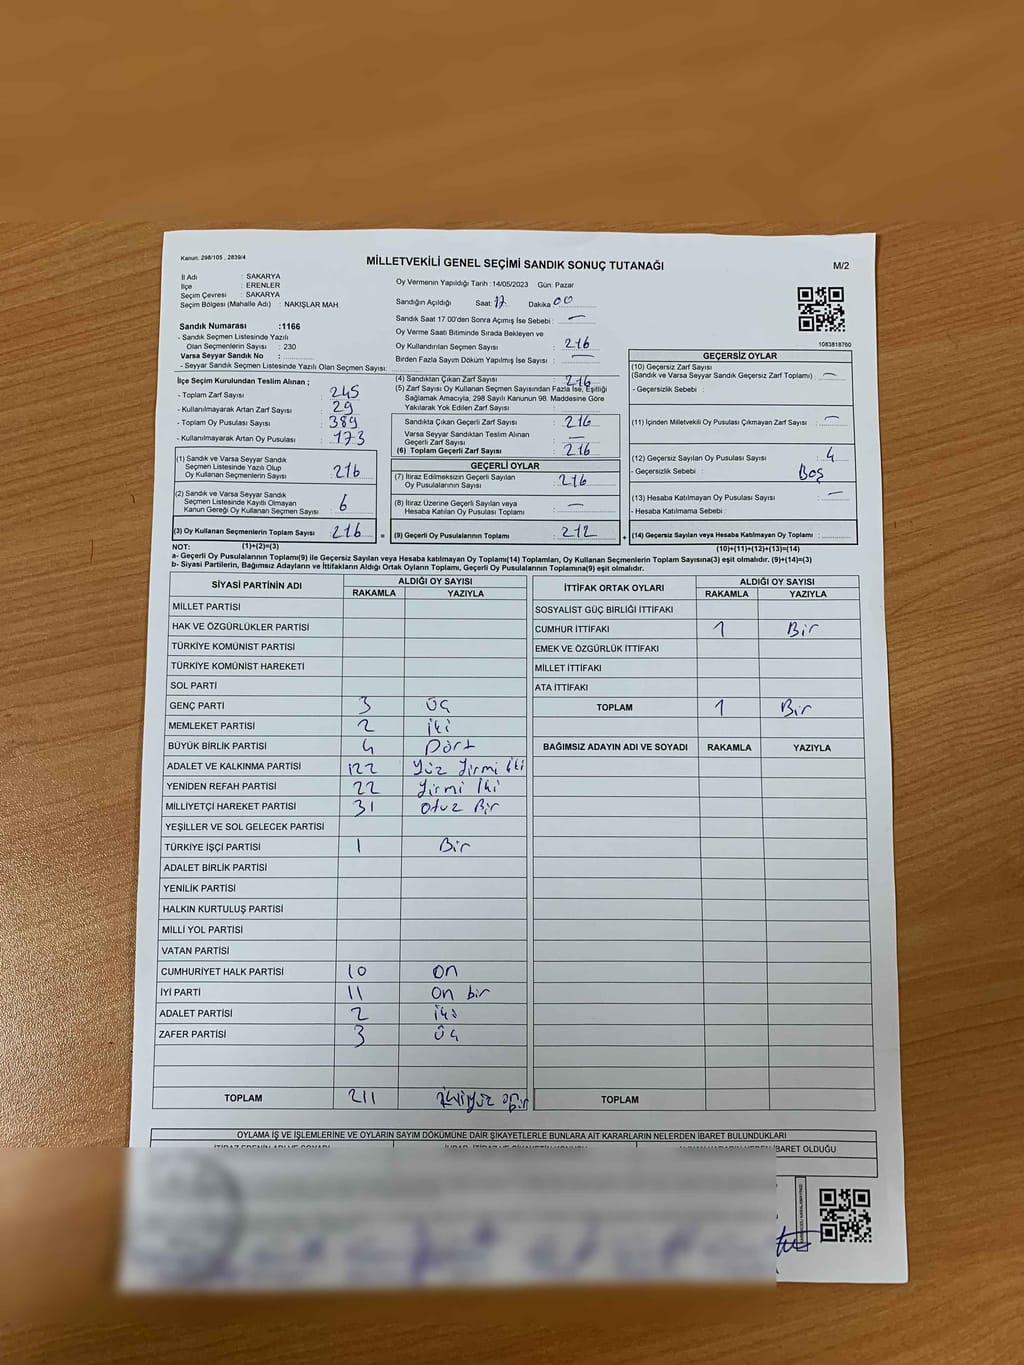 Kanun: 298/105 , 2839/4
MİLLETVEKİLİ GENEL SEÇİMİ SANDIK SONUÇ TUTANAĞI
M/2
İl Adı : SAKARYA
İlçe : ERENLER
Seçim Çevresi : SAKARYA
Seçim Bölgesi (Mahalle Adı) : NAKIŞLAR MAH.
Sandık Numarası :1166
- Sandık Seçmen Listesinde Yazılı
Olan Seçmenlerin Sayısı : 230
Varsa Seyyar Sandık No :
- Seyyar Sandık Seçmen Listesinde Yazılı Olan Seçmen Sayısı:
Oy Vermenin Yapıldığı Tarih : 14/05/2023 Gün: Pazar
Sandığın Açıldığı Saat: 17 Dakika 00
Sandık Saat 17.00'den Sonra Açımış İse Sebebi : —
Oy Verme Saati Bitiminde Sırada Bekleyen ve
Oy Kullandırılan Seçmen Sayısı : 216
Birden Fazla Sayım Döküm Yapılmış İse Sayısı : —
1083818760
İlçe Seçim Kurulundan Teslim Alınan ;
- Toplam Zarf Sayısı : 245
- Kullanılmayarak Artan Zarf Sayısı : 29
- Toplam Oy Pusulası Sayısı : 389
- Kullanılmayarak Artan Oy Pusulası : 173
(1) Sandık ve Varsa Seyyar Sandık
Seçmen Listesinde Yazılı Olup
Oy Kullanan Seçmenlerin Sayısı 216
(2) Sandık ve Varsa Seyyar Sandık
Seçmen Listesinde Kayıtlı Olmayan
Kanun Gereği Oy Kullanan Seçmen Sayısı 6
(3) Oy Kullanan Seçmenlerin Toplam Sayısı 216 =
(1)+(2)=(3)
(4) Sandıktan Çıkan Zarf Sayısı : 216
(5) Zarf Sayısı Oy Kullanan Seçmen Sayısından Fazla İse, Eşitliği
Sağlamak Amacıyla; 298 Sayılı Kanunun 98. Maddesine Göre
Yakılarak Yok Edilen Zarf Sayısı :
Sandıkta Çıkan Geçerli Zarf Sayısı : 216
Varsa Seyyar Sandıktan Teslim Alınan
Geçerli Zarf Sayısı : —
(6) Toplam Geçerli Zarf Sayısı : 216
GEÇERLİ OYLAR
(7) İtiraz Edilmeksizin Geçerli Sayılan
Oy Pusulalarının Sayısı : 216
(8) İtiraz Üzerine Geçerli Sayılan veya
Hesaba Katılan Oy Pusulası Toplamı : —
(9) Geçerli Oy Pusulalarının Toplamı : 212 +
GEÇERSİZ OYLAR
(10) Geçersiz Zarf Sayısı
(Sandık ve Varsa Seyyar Sandık Geçersiz Zarf Toplamı) : —
- Geçersizlik Sebebi :
(11) İçinden Milletvekili Oy Pusulası Çıkmayan Zarf Sayısı : —
(12) Geçersiz Sayılan Oy Pusulası Sayısı : 4
- Geçersizlik Sebebi : Boş
(13) Hesaba Katılmayan Oy Pusulası Sayısı : —
- Hesaba Katılmama Sebebi :
(14) Geçersiz Sayılan veya Hesaba Katılmayan Oy Toplamı :
(10)+(11)+(12)+(13)=(14)
NOT:
a- Geçerli Oy Pusulalarının Toplamı(9) ile Geçersiz Sayılan veya Hesaba katılmayan Oy Toplamı(14) Toplamları, Oy Kullanan Seçmenlerin Toplam Sayısına(3) eşit olmalıdır. (9)+(14)=(3)
b- Siyasi Partilerin, Bağımsız Adayların ve İttifakların Aldığı Ortak Oyların Toplamı, Geçerli Oy Pusulalarının Toplamına(9) eşit olmalıdır.
SİYASİ PARTİNİN ADI ALDIĞI OY SAYISI
RAKAMLA YAZIYLA
MİLLET PARTİSİ
HAK VE ÖZGÜRLÜKLER PARTİSİ
TÜRKİYE KOMÜNİST PARTİSİ
TÜRKİYE KOMÜNİST HAREKETİ
SOL PARTİ
GENÇ PARTİ 3 Üç
MEMLEKET PARTİSİ 2 iki
BÜYÜK BİRLİK PARTİSİ 4 Dört
ADALET VE KALKINMA PARTİSİ 122 Yüz Yirmi iki
YENİDEN REFAH PARTİSİ 22 Yirmi iki
MİLLİYETÇİ HAREKET PARTİSİ 31 Otuz Bir
YEŞİLLER VE SOL GELECEK PARTİSİ
TÜRKİYE İŞÇİ PARTİSİ 1 Bir
ADALET BİRLİK PARTİSİ
YENİLİK PARTİSİ
HALKIN KURTULUŞ PARTİSİ
MİLLİ YOL PARTİSİ
VATAN PARTİSİ
CUMHURİYET HALK PARTİSİ 10 on
İYİ PARTİ 11 On bir
ADALET PARTİSİ 2 iki
ZAFER PARTİSİ 3 üç
TOPLAM 211
İTTİFAK ORTAK OYLARI ALDIĞI OY SAYISI
RAKAMLA YAZIYLA
SOSYALİST GÜÇ BİRLİĞİ İTTİFAKI
CUMHUR İTTİFAKI 1 Bir
EMEK VE ÖZGÜRLÜK İTTİFAKI
MİLLET İTTİFAKI
ATA İTTİFAKI
TOPLAM 1 Bir
BAĞIMSIZ ADAYIN ADI VE SOYADI RAKAMLA YAZIYLA
TOPLAM
OYLAMA İŞ VE İŞLEMLERİNE VE OYLARIN SAYIM DÖKÜMÜNE DAİR ŞİKAYETLERLE BUNLARA AİT KARARLARIN NELERDEN İBARET BULUNDUKLARI
İBARET OLDUĞU